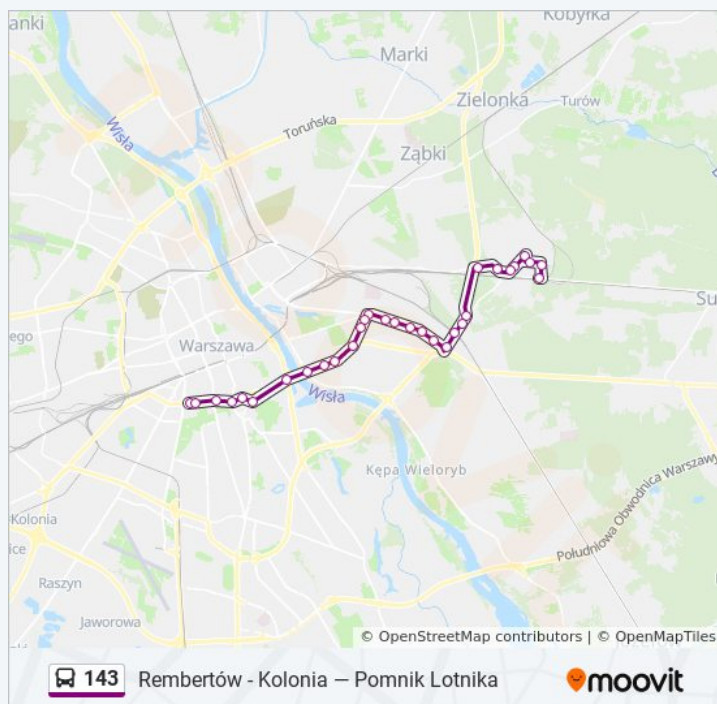 anki
Kobyłka
Marki
Zielonka
Turów
Wisła
Toruńska
Ząbki
Su
ego
Warszawa
Wisła
Kępa Wieloryb
Kolonia
ice
Południowa Obwodnica Warszawy
Raszyn
Jaworowa
© OpenStreetMap contributors | © OpenMapTiles
143 Rembertów - Kolonia — Pomnik Lotnika moovit